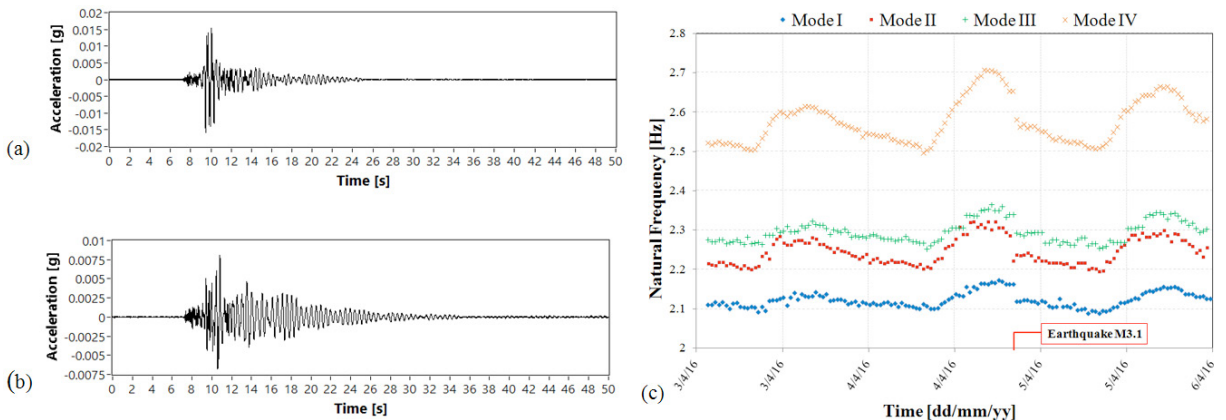 0.02
0.015
0.01
0.005
0
-0.005
-0.01
-0.015
-0.02
Acceleration [g]
0 2 4 6 8 10 12 14 16 18 20 22 24 26 28 30 32 34 36 38 40 42 44 46 48 50
Time [s]
(a)
0.01
0.0075
0.005
0.0025
0
-0.0025
-0.005
-0.0075
Acceleration [g]
0 2 4 6 8 10 12 14 16 18 20 22 24 26 28 30 32 34 36 38 40 42 44 46 48 50
Time [s]
(b)
Mode I Mode II Mode III Mode IV
2.8
2.7
2.6
2.5
2.4
2.3
2.2
2.1
2
Natural Frequency [Hz]
Earthquake M3.1
3/4/16 3/4/16 4/4/16 4/4/16 5/4/16 5/4/16 6/4/16
Time [dd/mm/yy]
(c)